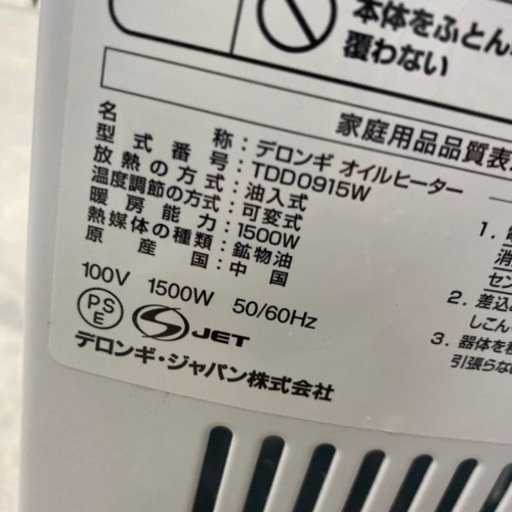 本体をふとん
覆わない
家庭用品品質表
名 称：デロンギ オイルヒーター
型式番号：TDD0915W
放熱の方式：油入式
温度調節の方式：可変式
暖房能力：1500W
熱媒体の種類：鉱物油
原産国：中国
100V 1500W 50/60Hz
PSE JET
デロンギ・ジャパン株式会社
1.
消
セン
2. 差込
しこん
3. 器体を
引張らな